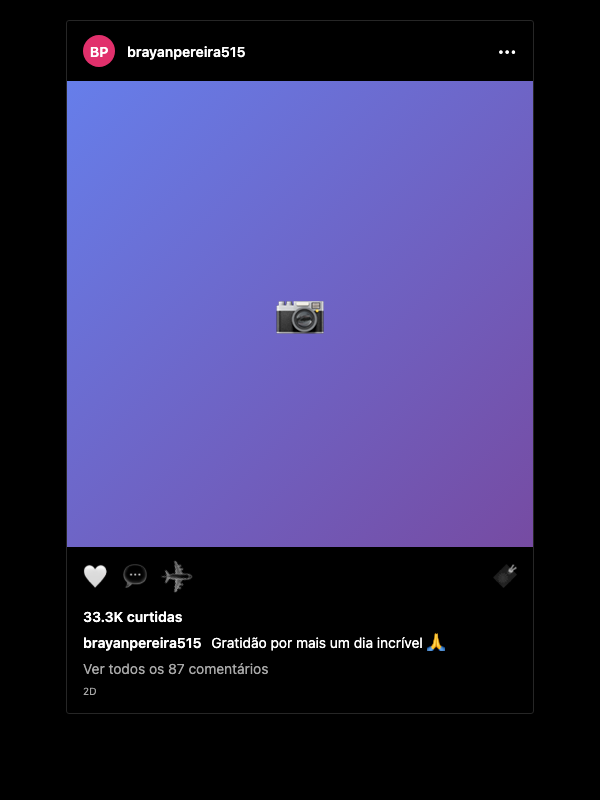 BP brayanpereira515
33.3K curtidas
brayanpereira515 Gratidão por mais um dia incrível 🙏
Ver todos os 87 comentários
2D